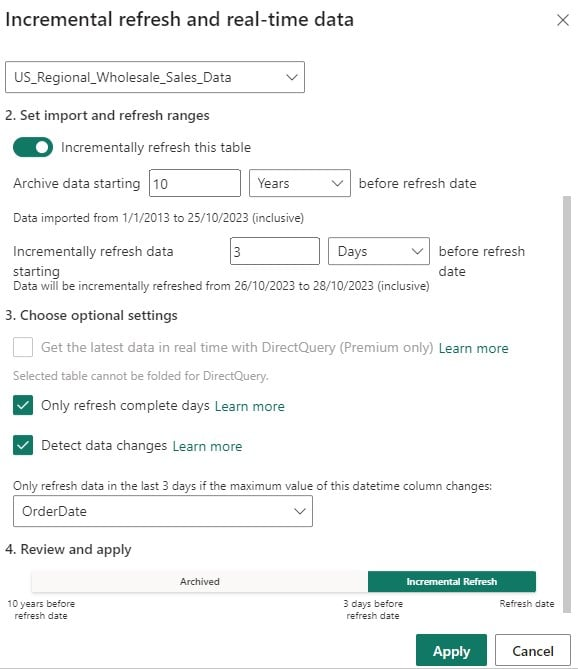 Incremental refresh and real-time data
US_Regional_Wholesale_Sales_Data
2. Set import and refresh ranges
Incrementally refresh this table
Archive data starting 10 Years before refresh date
Data imported from 1/1/2013 to 25/10/2023 (inclusive)
Incrementally refresh data starting 3 Days before refresh date
Data will be incrementally refreshed from 26/10/2023 to 28/10/2023 (inclusive)
3. Choose optional settings
Get the latest data in real time with DirectQuery (Premium only) Learn more
Selected table cannot be folded for DirectQuery.
Only refresh complete days Learn more
Detect data changes Learn more
Only refresh data in the last 3 days if the maximum value of this datetime column changes:
OrderDate
4. Review and apply
Archived Incremental Refresh
10 years before refresh date
3 days before refresh date
Refresh date
Apply Cancel